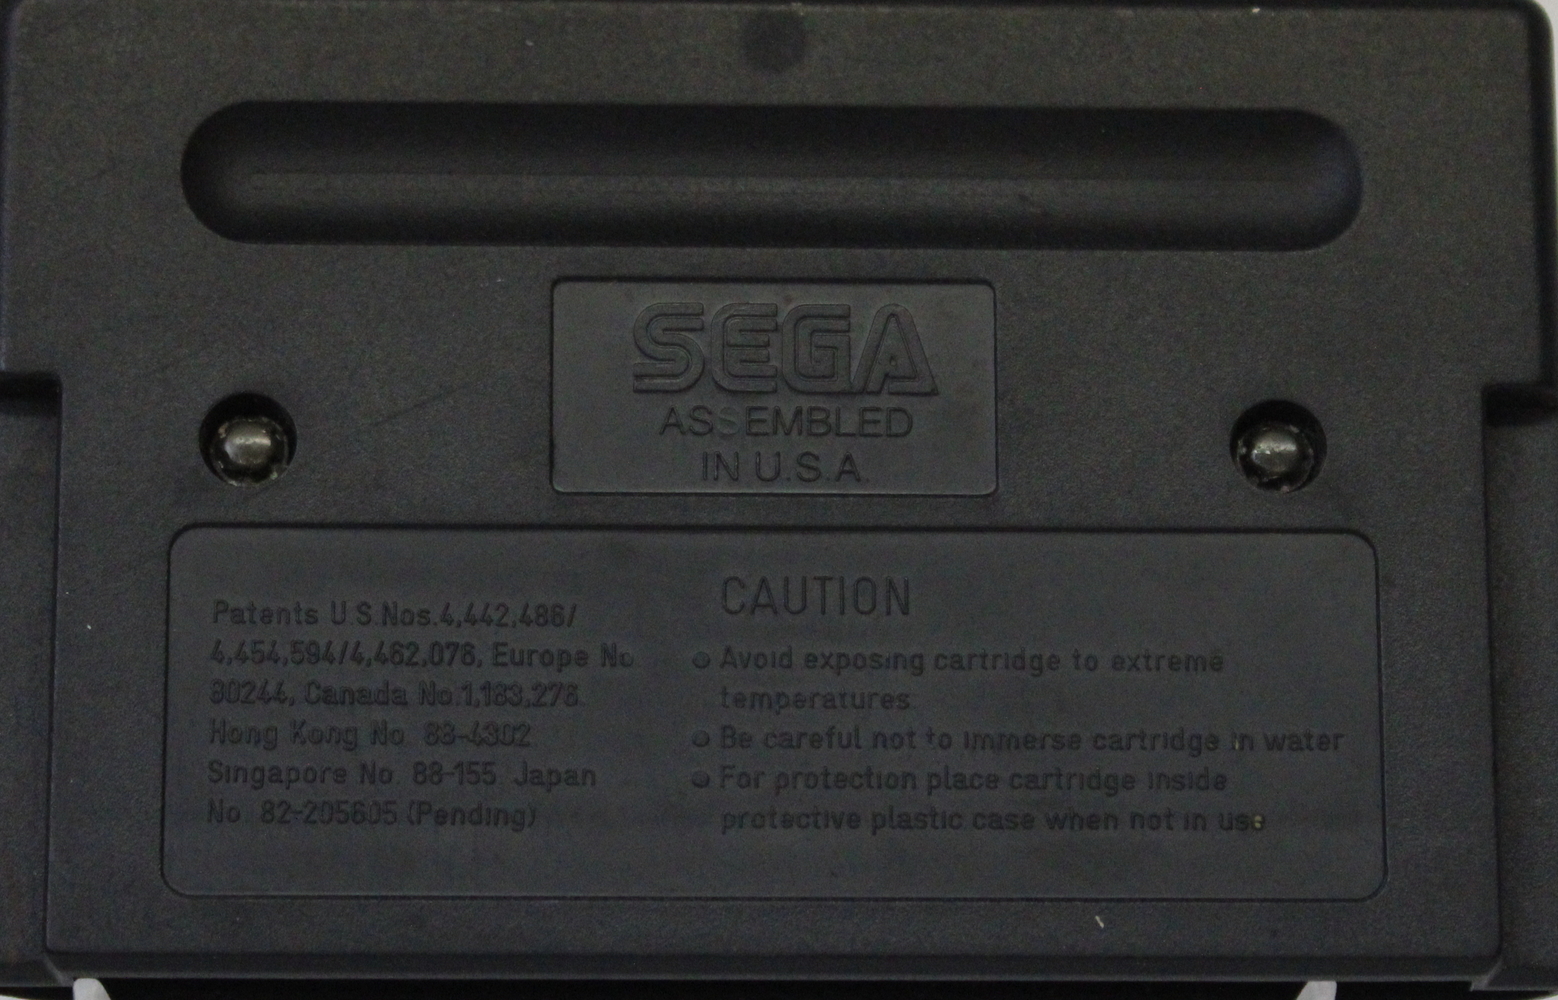 SEGA
ASSEMBLED
IN U.S.A.
Patents U.S.Nos.4,442,486/
4,454,594/4,462,076, Europe No
80244, Canada No.1,183,276
Hong Kong No. 88-4302
Singapore No. 88-155 Japan
No. 82-205605 (Pending)
CAUTION
Avoid exposing cartridge to extreme
temperatures
Be careful not to immerse cartridge in water
For protection place cartridge inside
protective plastic case when not in use